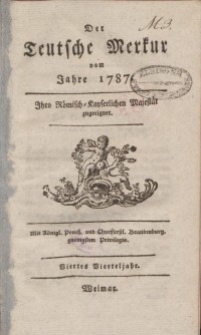 M3.
Der
Teutsche Merkur
vom
Jahre 1787.
Ihro Römisch-Kayserlichen Majestät
zugeeignet.
Mit Königl. Preuß. und Churfürstl. Brandenburg.
gnädigstem Privilegio.
Viertes Vierteljahr.
Weimar.